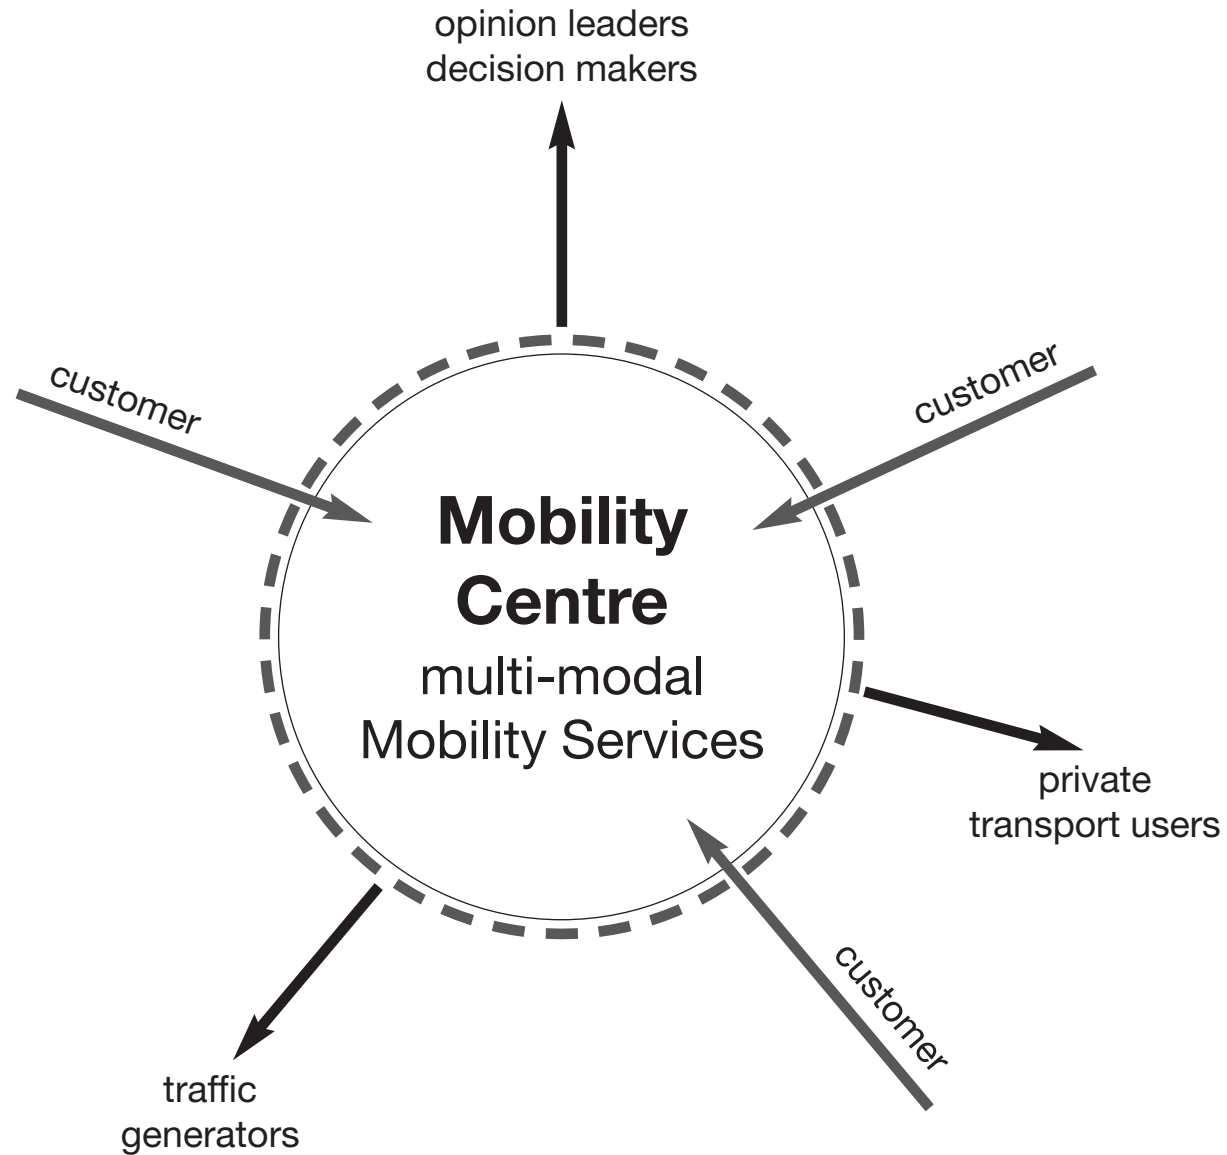 opinion leaders
decision makers
customer
customer
Mobility
Centre
multi-modal
Mobility Services
private
transport users
customer
traffic
generators